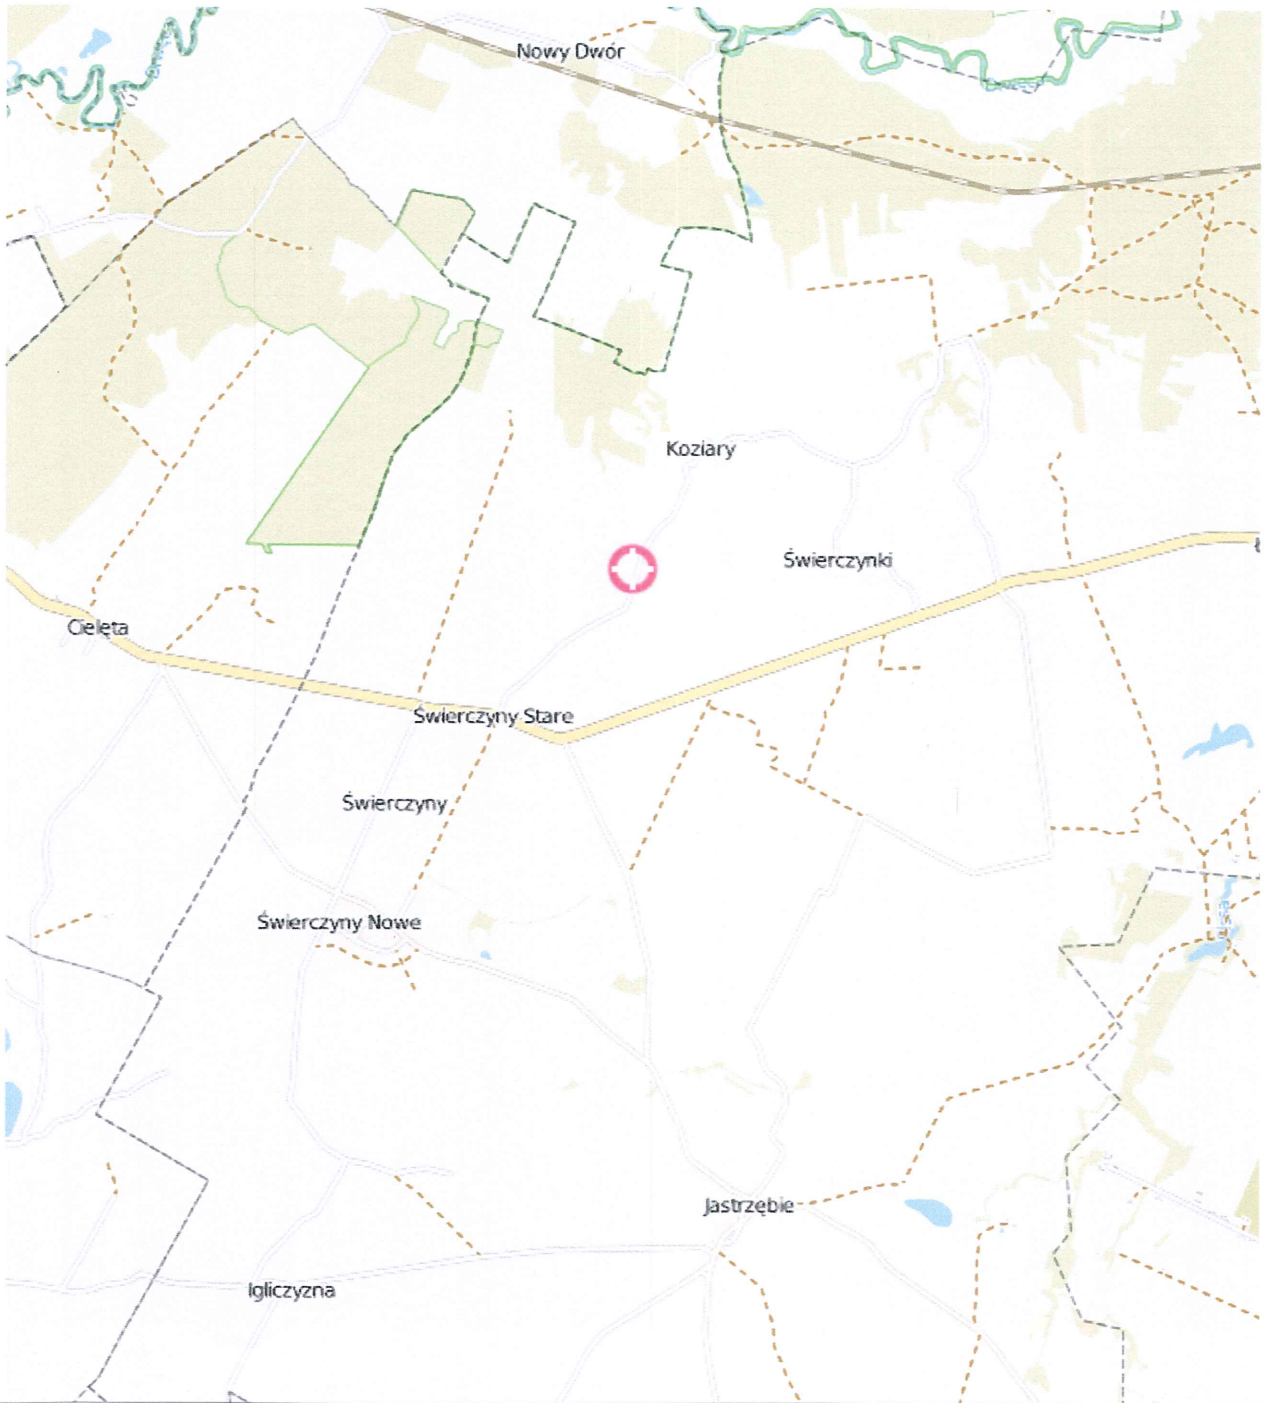 Nowy Dwór
Koziary
Świerczynki
Cielęta
Świerczyny Stare
Świerczyny
Świerczyny Nowe
Jastrzębie
Igliczyzna